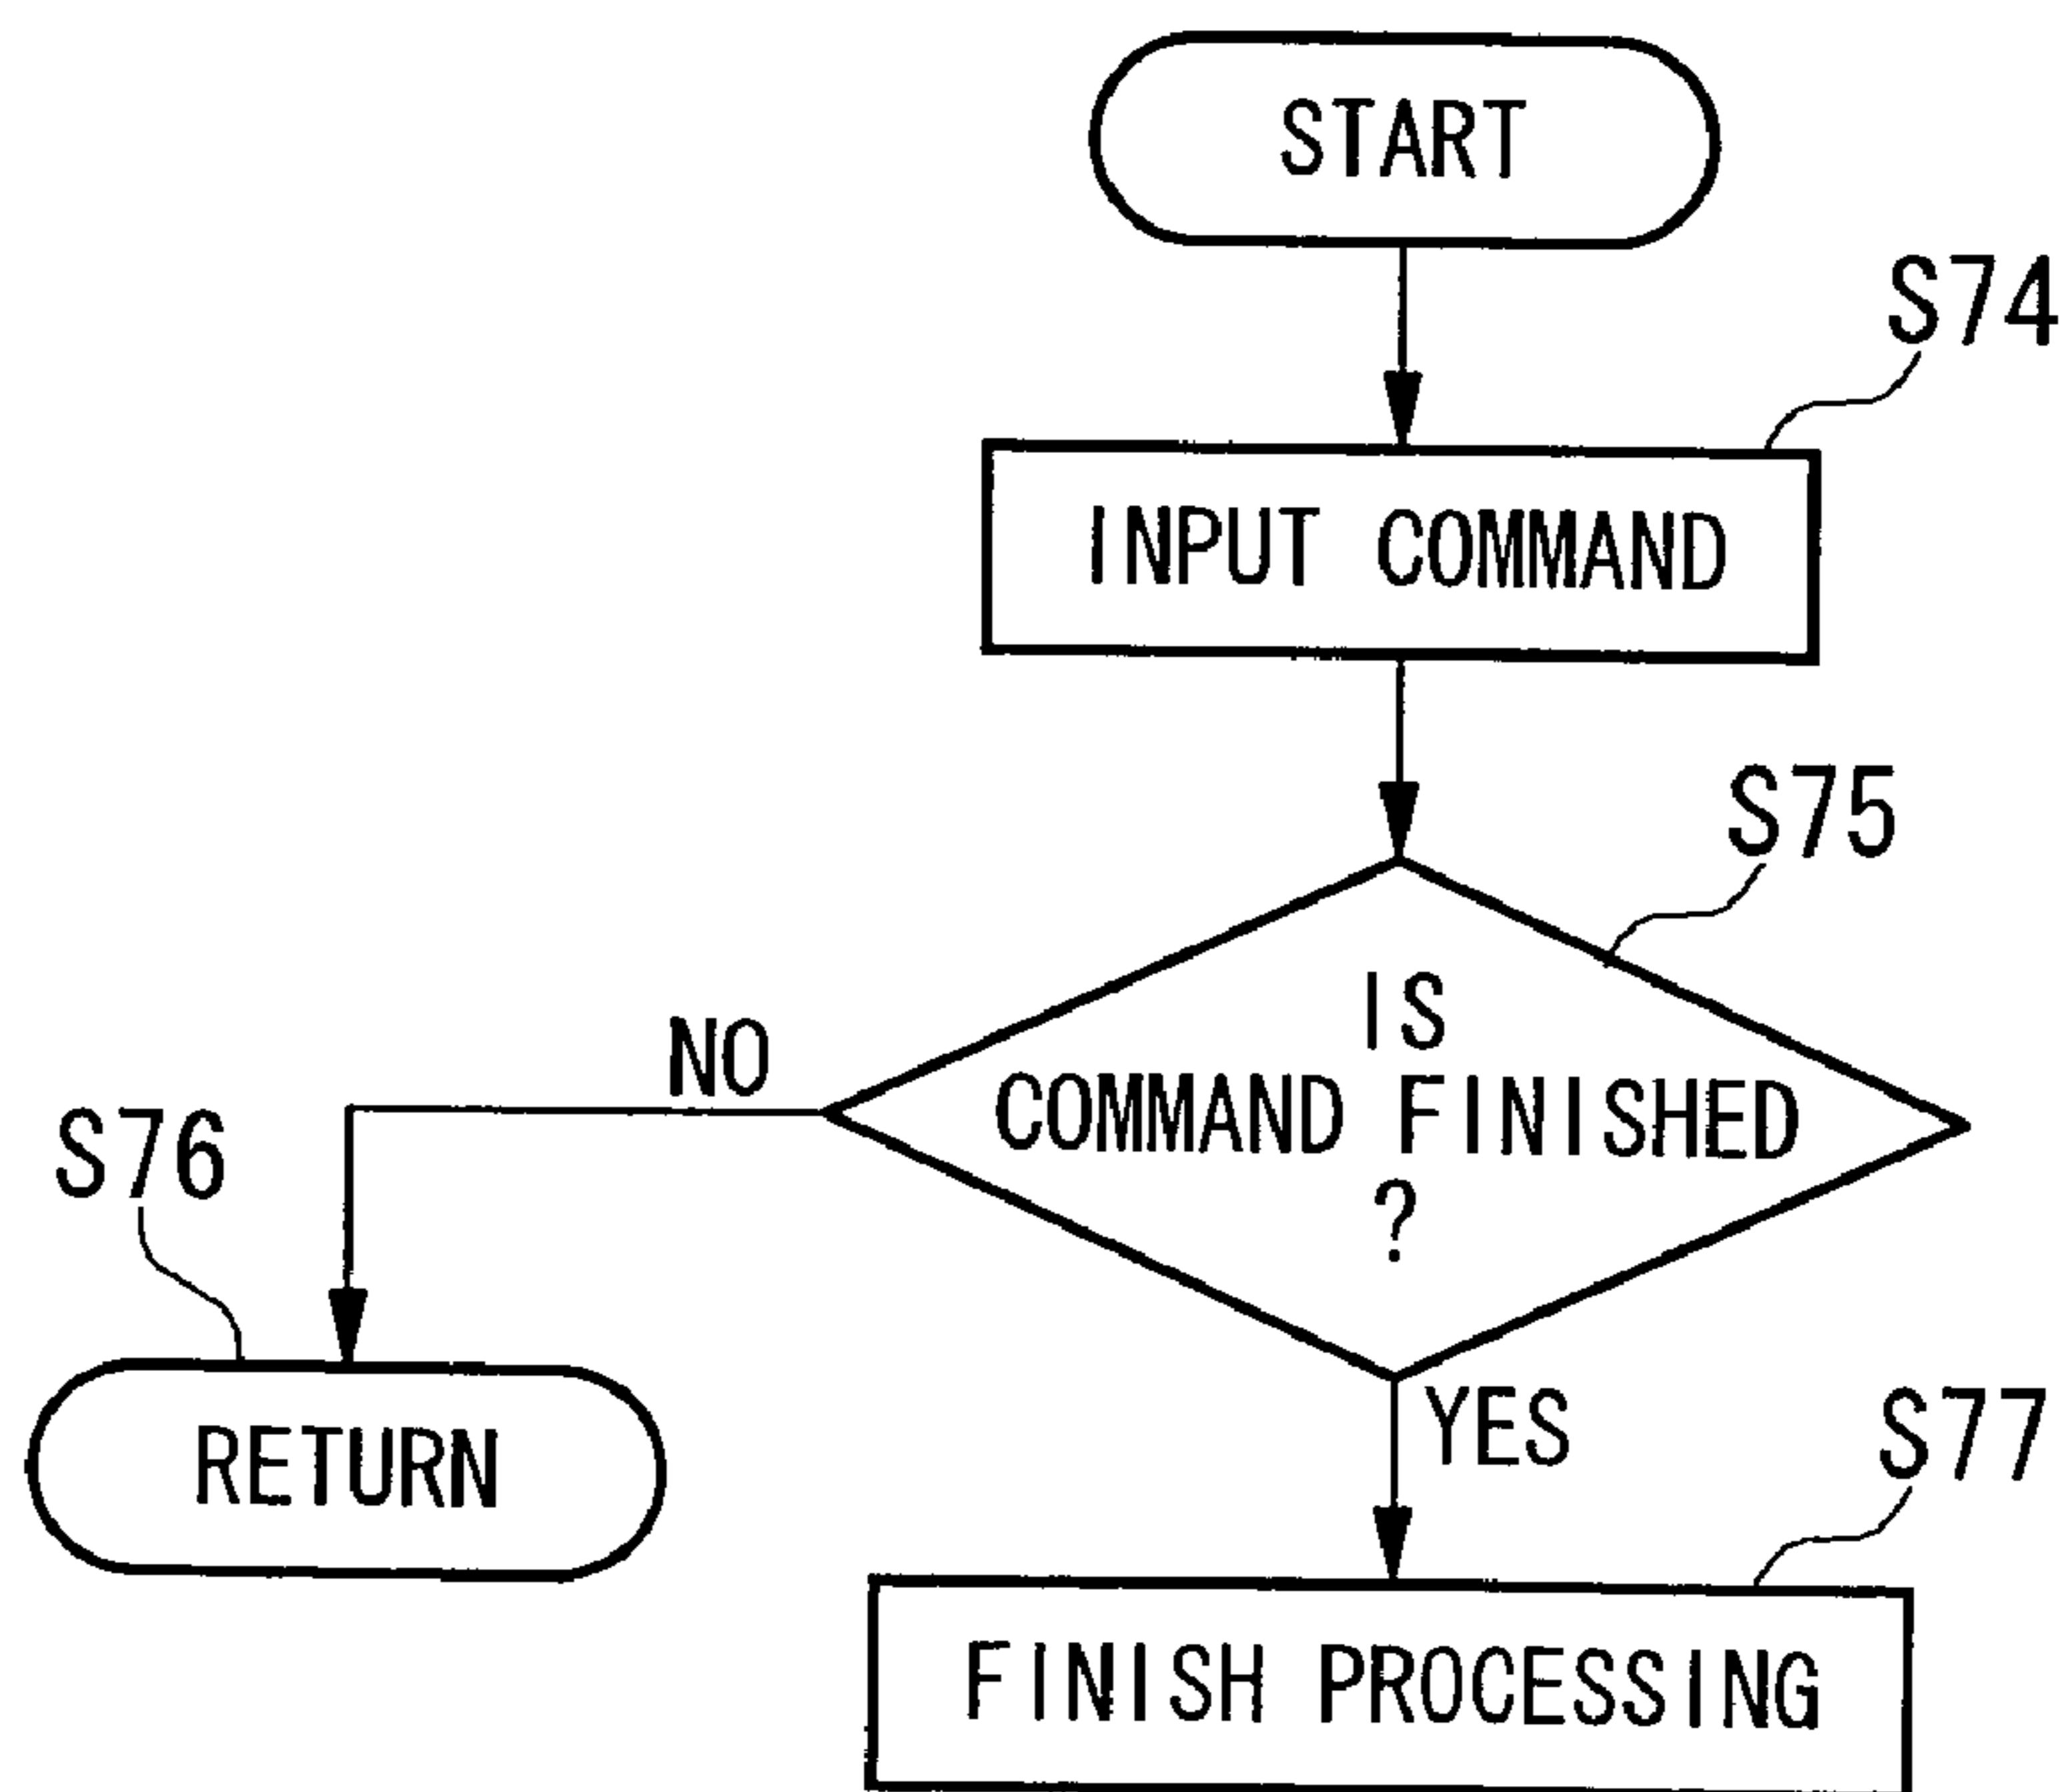 START
S74
INPUT COMMAND
S75
IS
COMMAND FINISHED
?
NO
S76
RETURN
YES
S77
FINISH PROCESSING